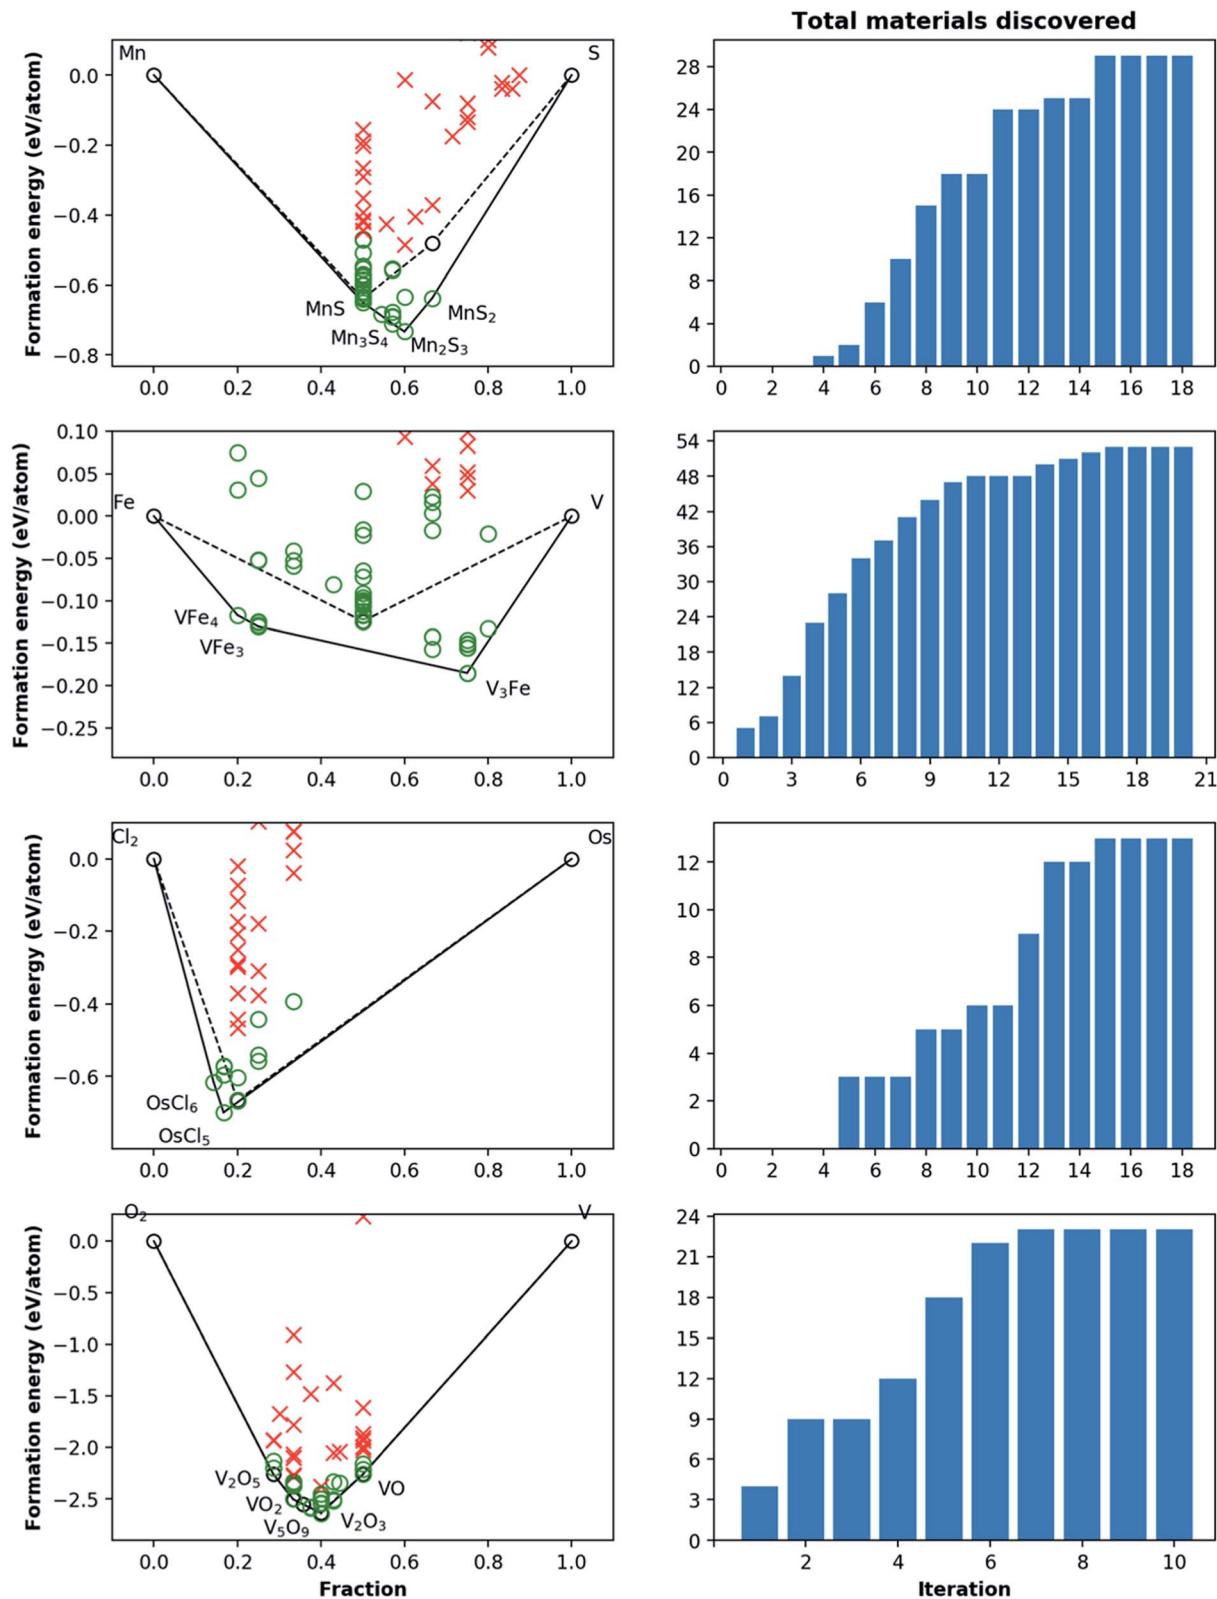 Total materials discovered
Formation energy (eV/atom)
0.0
−0.2
−0.4
−0.6
−0.8
Mn
S
MnS
Mn₃S₄
Mn₂S₃
MnS₂
0.0 0.2 0.4 0.6 0.8 1.0
28
24
20
16
12
8
4
0
0 2 4 6 8 10 12 14 16 18
Formation energy (eV/atom)
0.10
0.05
0.00
−0.05
−0.10
−0.15
−0.20
−0.25
Fe
V
VFe₄
VFe₃
V₃Fe
0.0 0.2 0.4 0.6 0.8 1.0
54
48
42
36
30
24
18
12
6
0
0 3 6 9 12 15 18 21
Formation energy (eV/atom)
0.0
−0.2
−0.4
−0.6
Cl₂
Os
OsCl₆
OsCl₅
0.0 0.2 0.4 0.6 0.8 1.0
12
10
8
6
4
2
0
0 2 4 6 8 10 12 14 16 18
Formation energy (eV/atom)
0.0
−0.5
−1.0
−1.5
−2.0
−2.5
O₂
V
V₂O₅
VO₂
V₅O₉
V₂O₃
VO
0.0 0.2 0.4 0.6 0.8 1.0
Fraction
24
21
18
15
12
9
6
3
0
2 4 6 8 10
Iteration